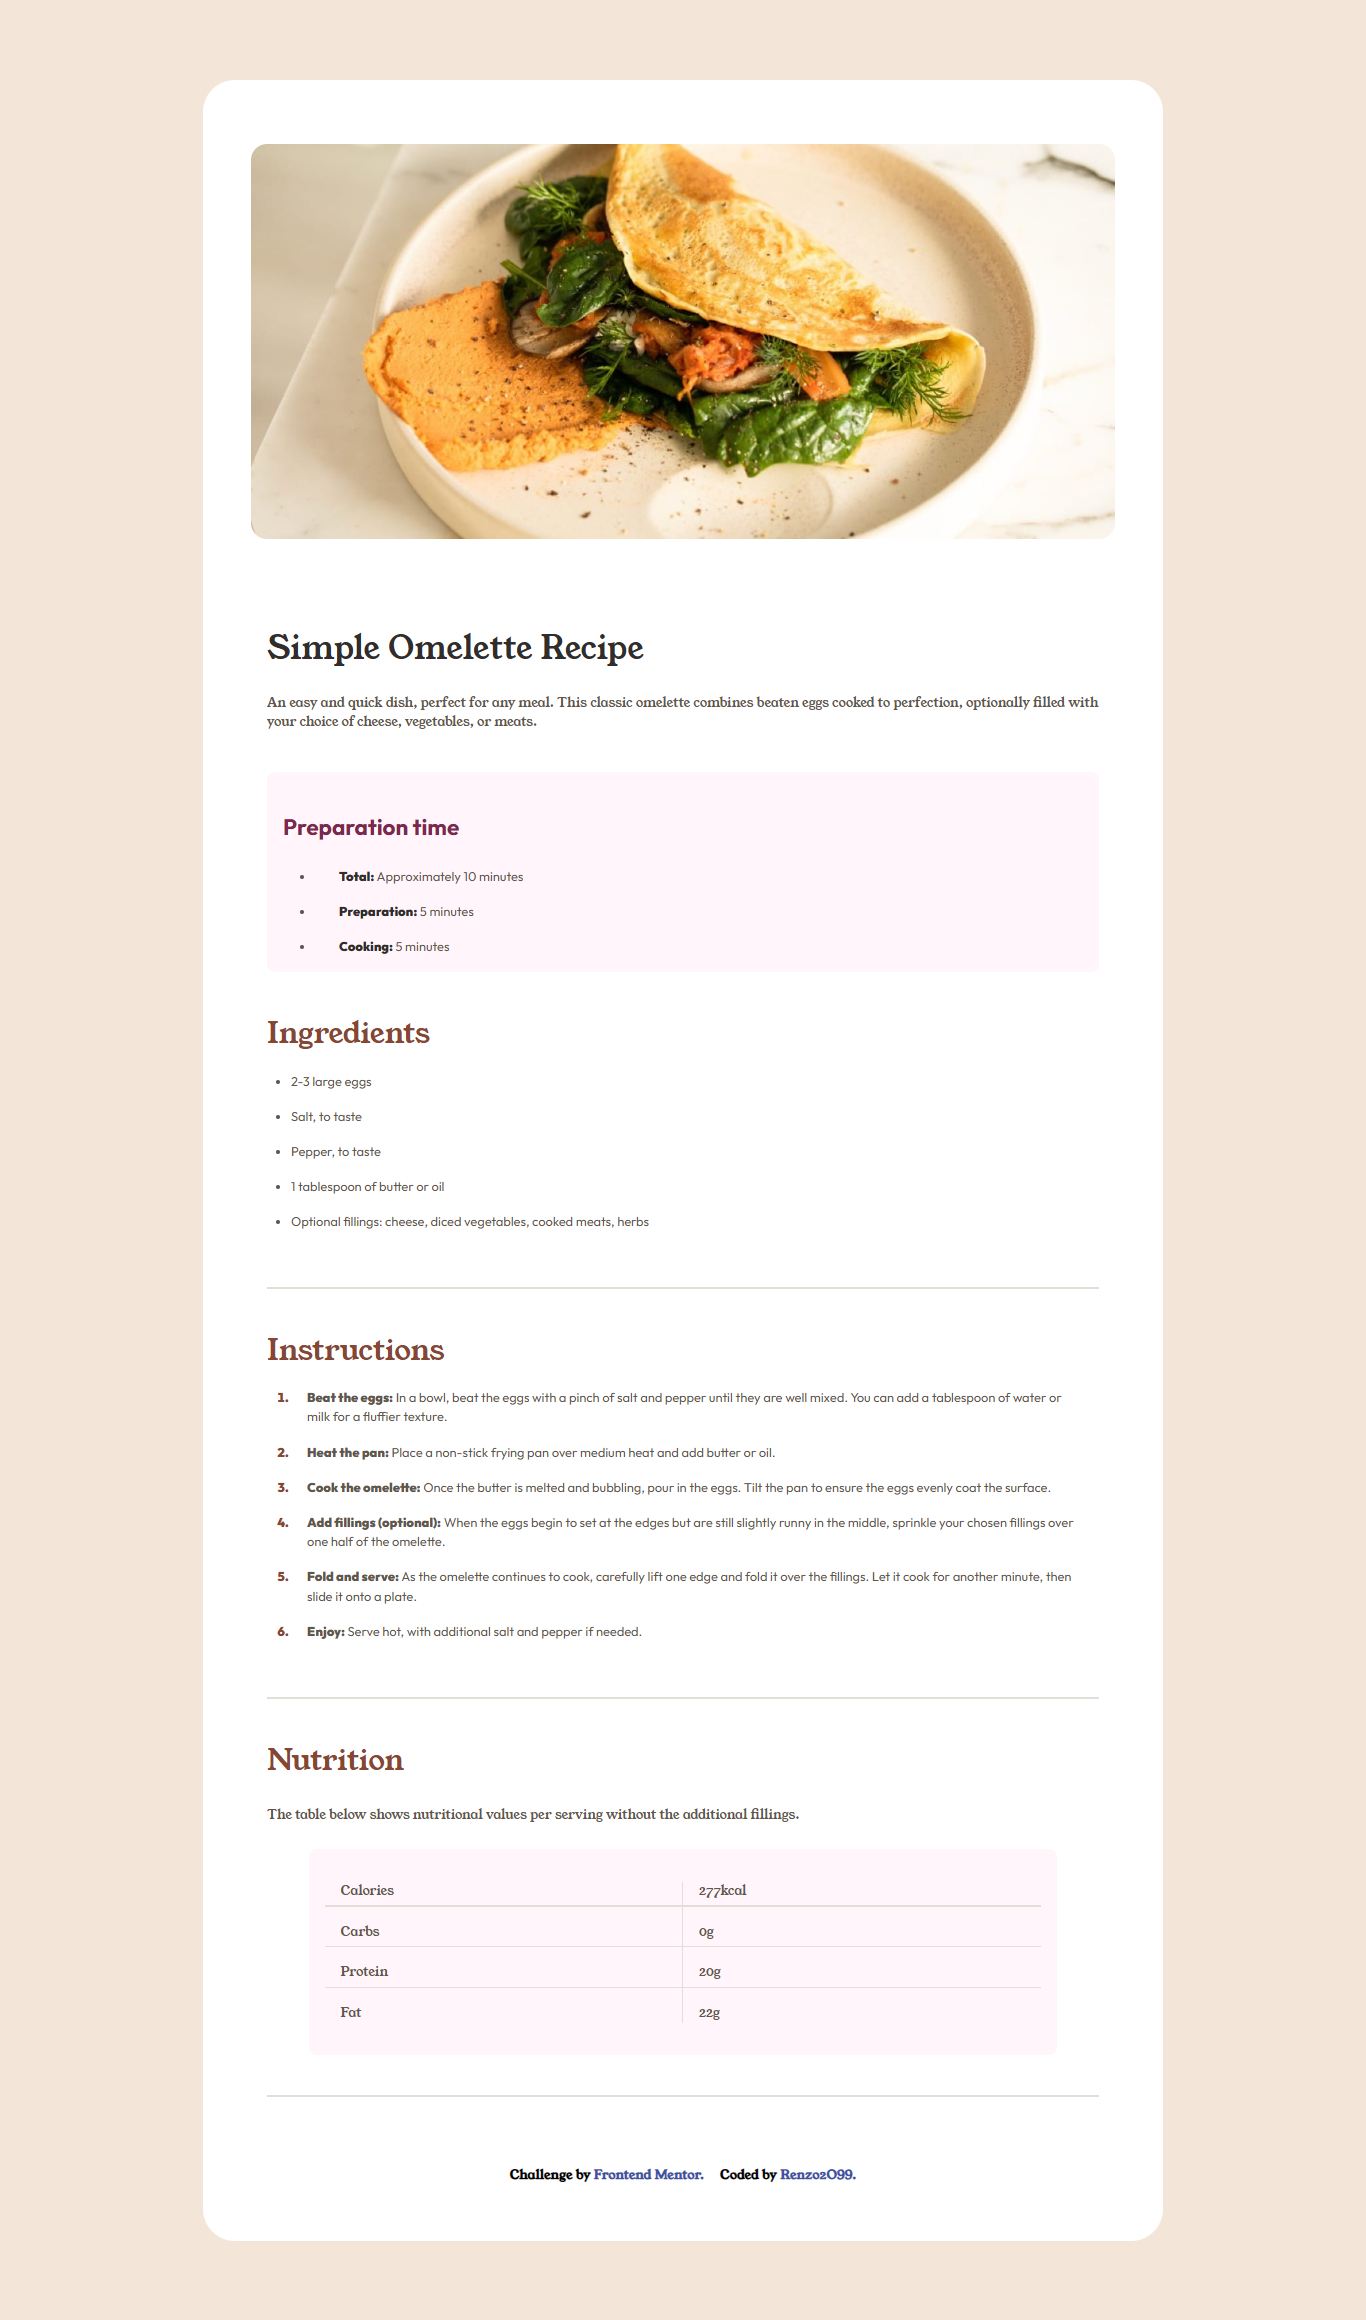 Simple Omelette Recipe
An easy and quick dish, perfect for any meal. This classic omelette combines beaten eggs cooked to perfection, optionally filled with
your choice of cheese, vegetables, or meats.
Preparation time
• Total: Approximately 10 minutes
• Preparation: 5 minutes
• Cooking: 5 minutes
Ingredients
• 2-3 large eggs
• Salt, to taste
• Pepper, to taste
• 1 tablespoon of butter or oil
• Optional fillings: cheese, diced vegetables, cooked meats, herbs
Instructions
1. Beat the eggs: In a bowl, beat the eggs with a pinch of salt and pepper until they are well mixed. You can add a tablespoon of water or
milk for a fluffier texture.
2. Heat the pan: Place a non-stick frying pan over medium heat and add butter or oil.
3. Cook the omelette: Once the butter is melted and bubbling, pour in the eggs. Tilt the pan to ensure the eggs evenly coat the surface.
4. Add fillings (optional): When the eggs begin to set at the edges but are still slightly runny in the middle, sprinkle your chosen fillings over
one half of the omelette.
5. Fold and serve: As the omelette continues to cook, carefully lift one edge and fold it over the fillings. Let it cook for another minute, then
slide it onto a plate.
6. Enjoy: Serve hot, with additional salt and pepper if needed.
Nutrition
The table below shows nutritional values per serving without the additional fillings.
Calories 277kcal
Carbs 0g
Protein 20g
Fat 22g
Challenge by Frontend Mentor. Coded by Renzo2O99.